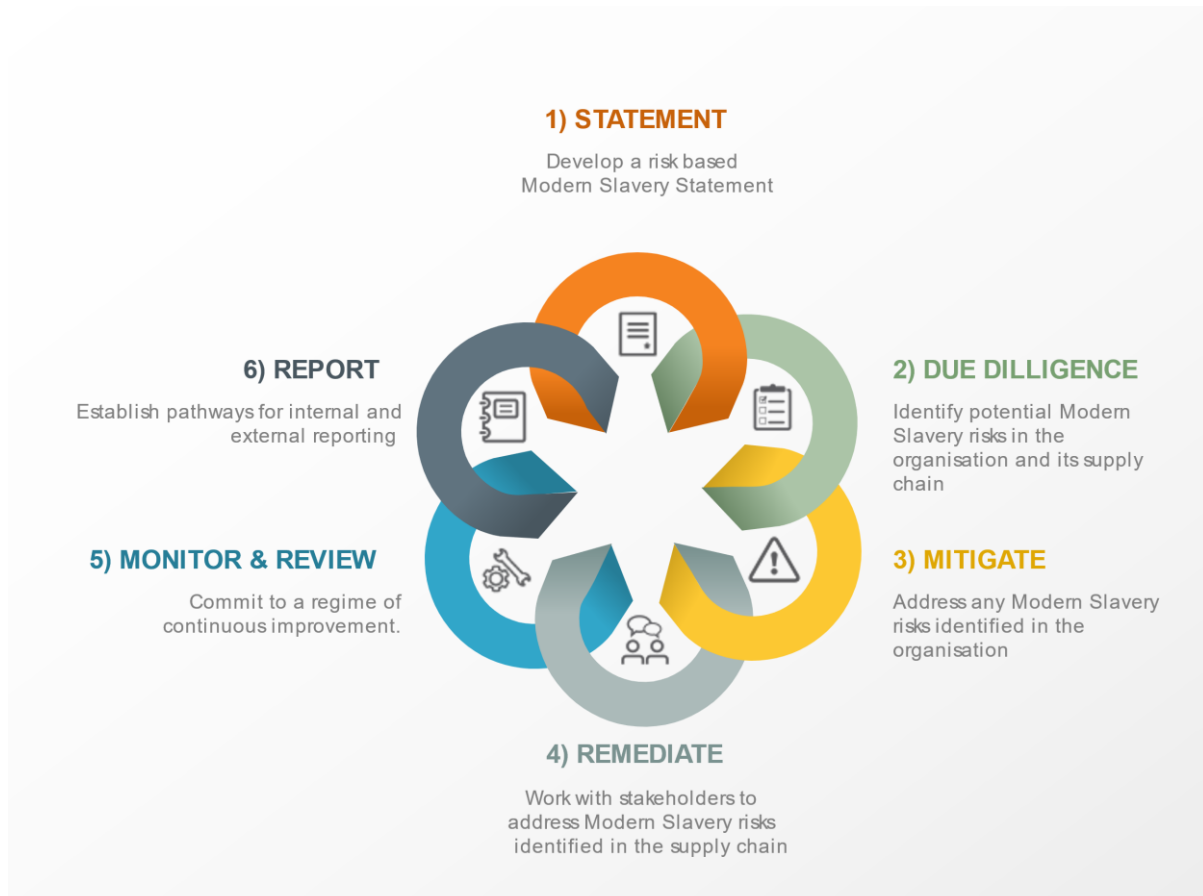 1) STATEMENT
Develop a risk based
Modern Slavery Statement
2) DUE DILLIGENCE
Identify potential Modern
Slavery risks in the
organisation and its supply
chain
3) MITIGATE
Address any Modern Slavery
risks identified in the
organisation
4) REMEDIATE
Work with stakeholders to
address Modern Slavery risks
identified in the supply chain
5) MONITOR & REVIEW
Commit to a regime of
continuous improvement.
6) REPORT
Establish pathways for internal and
external reporting